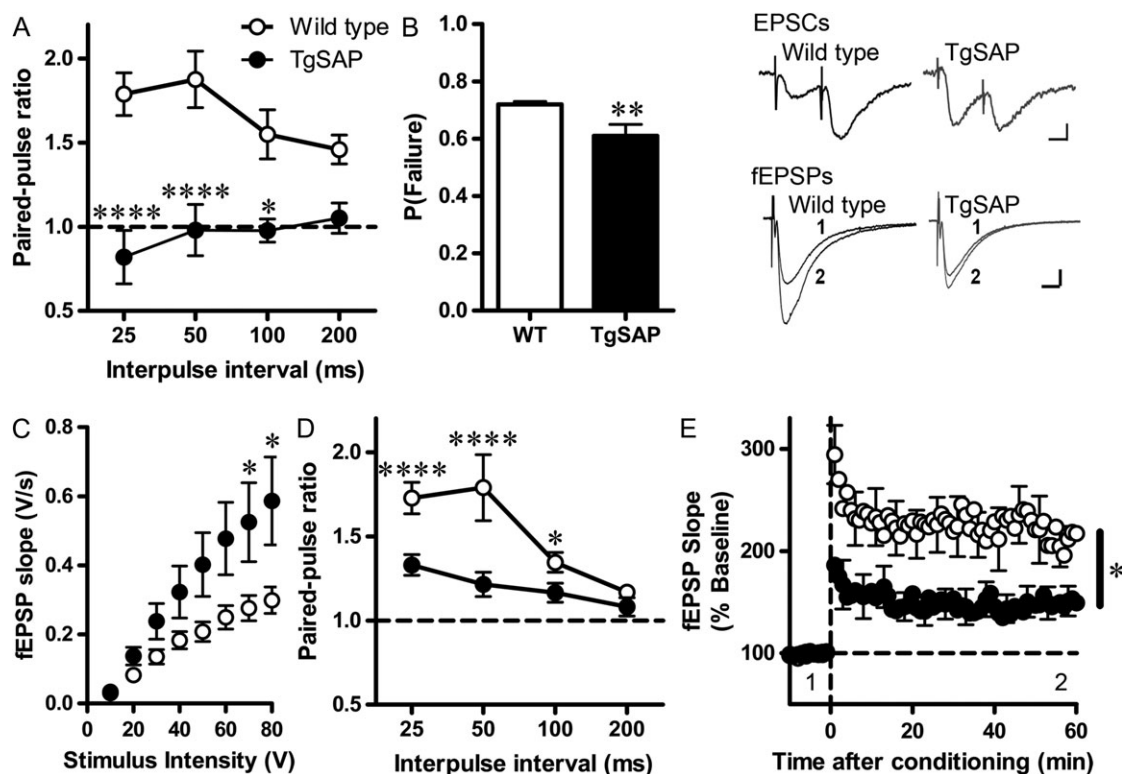 A
Wild type
TgSAP
Paired-pulse ratio
2.0
1.5
1.0
0.5
****
****
*
25
50
100
200
Interpulse interval (ms)
B
P(Failure)
1.0
0.8
0.6
0.4
0.2
0.0
**
WT
TgSAP
EPSCs
Wild type
TgSAP
fEPSPs
Wild type
TgSAP
1
2
1
2
C
fEPSP slope (V/s)
0.8
0.6
0.4
0.2
0.0
*
*
0
20
40
60
80
Stimulus Intensity (V)
D
Paired-pulse ratio
2.0
1.5
1.0
0.5
****
****
*
25
50
100
200
Interpulse interval (ms)
E
fEPSP Slope
(% Baseline)
300
200
100
*
1
2
0
20
40
60
Time after conditioning (min)